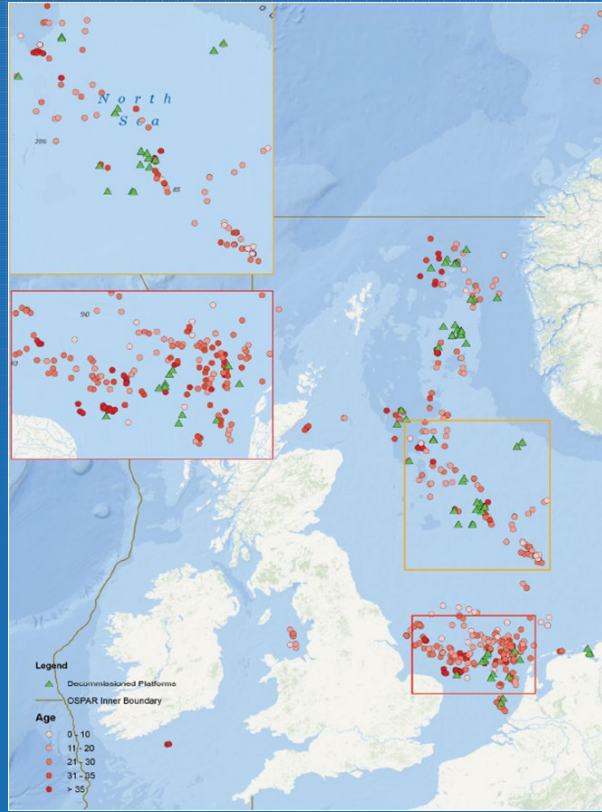 North
Sea
286
85
90
Legend
Decommissioned Platforms
OSPAR Inner Boundary
Age
0 - 10
11 - 20
21 - 30
31 - 35
> 35